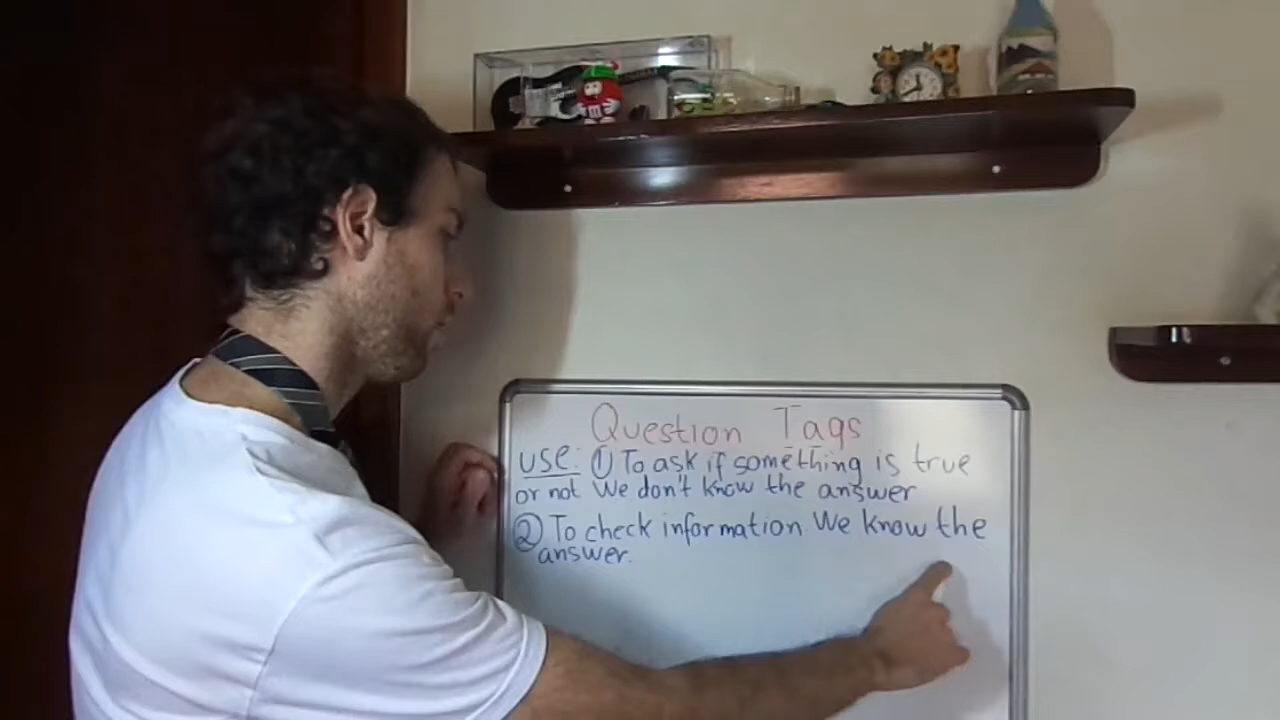 Question Tags
USE: ① To ask if something is true
or not We don't know the answer
② To check information. We know the
answer.